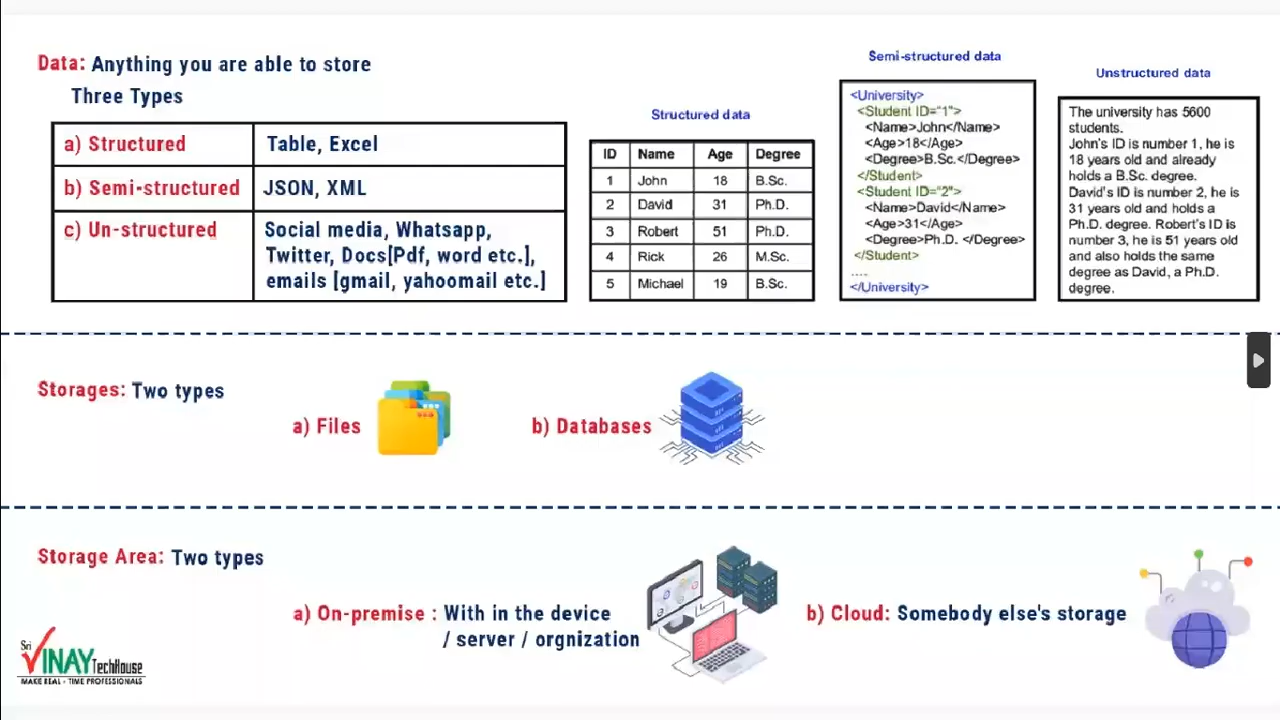 Data: Anything you are able to store
Three Types
a) Structured
Table, Excel
b) Semi-structured
JSON, XML
c) Un-structured
Social media, Whatsapp,
Twitter, Docs[Pdf, word etc.],
emails [gmail, yahoomail etc.]
Structured data
ID Name Age Degree
1 John 18 B.Sc.
2 David 31 Ph.D.
3 Robert 51 Ph.D.
4 Rick 26 M.Sc.
5 Michael 19 B.Sc.
Semi-structured data
<University>
<Student ID="1">
<Name>John</Name>
<Age>18</Age>
<Degree>B.Sc.</Degree>
</Student>
<Student ID="2">
<Name>David</Name>
<Age>31</Age>
<Degree>Ph.D. </Degree>
</Student>
....
</University>
Unstructured data
The university has 5600
students.
John's ID is number 1, he is
18 years old and already
holds a B.Sc. degree.
David's ID is number 2, he is
31 years old and holds a
Ph.D. degree. Robert's ID is
number 3, he is 51 years old
and also holds the same
degree as David, a Ph.D.
degree.
Storages: Two types
a) Files
b) Databases
Storage Area: Two types
a) On-premise : With in the device
/ server / orgnization
b) Cloud: Somebody else's storage
Sri
VINAY TechHouse
MAKE REAL - TIME PROFESSIONALS